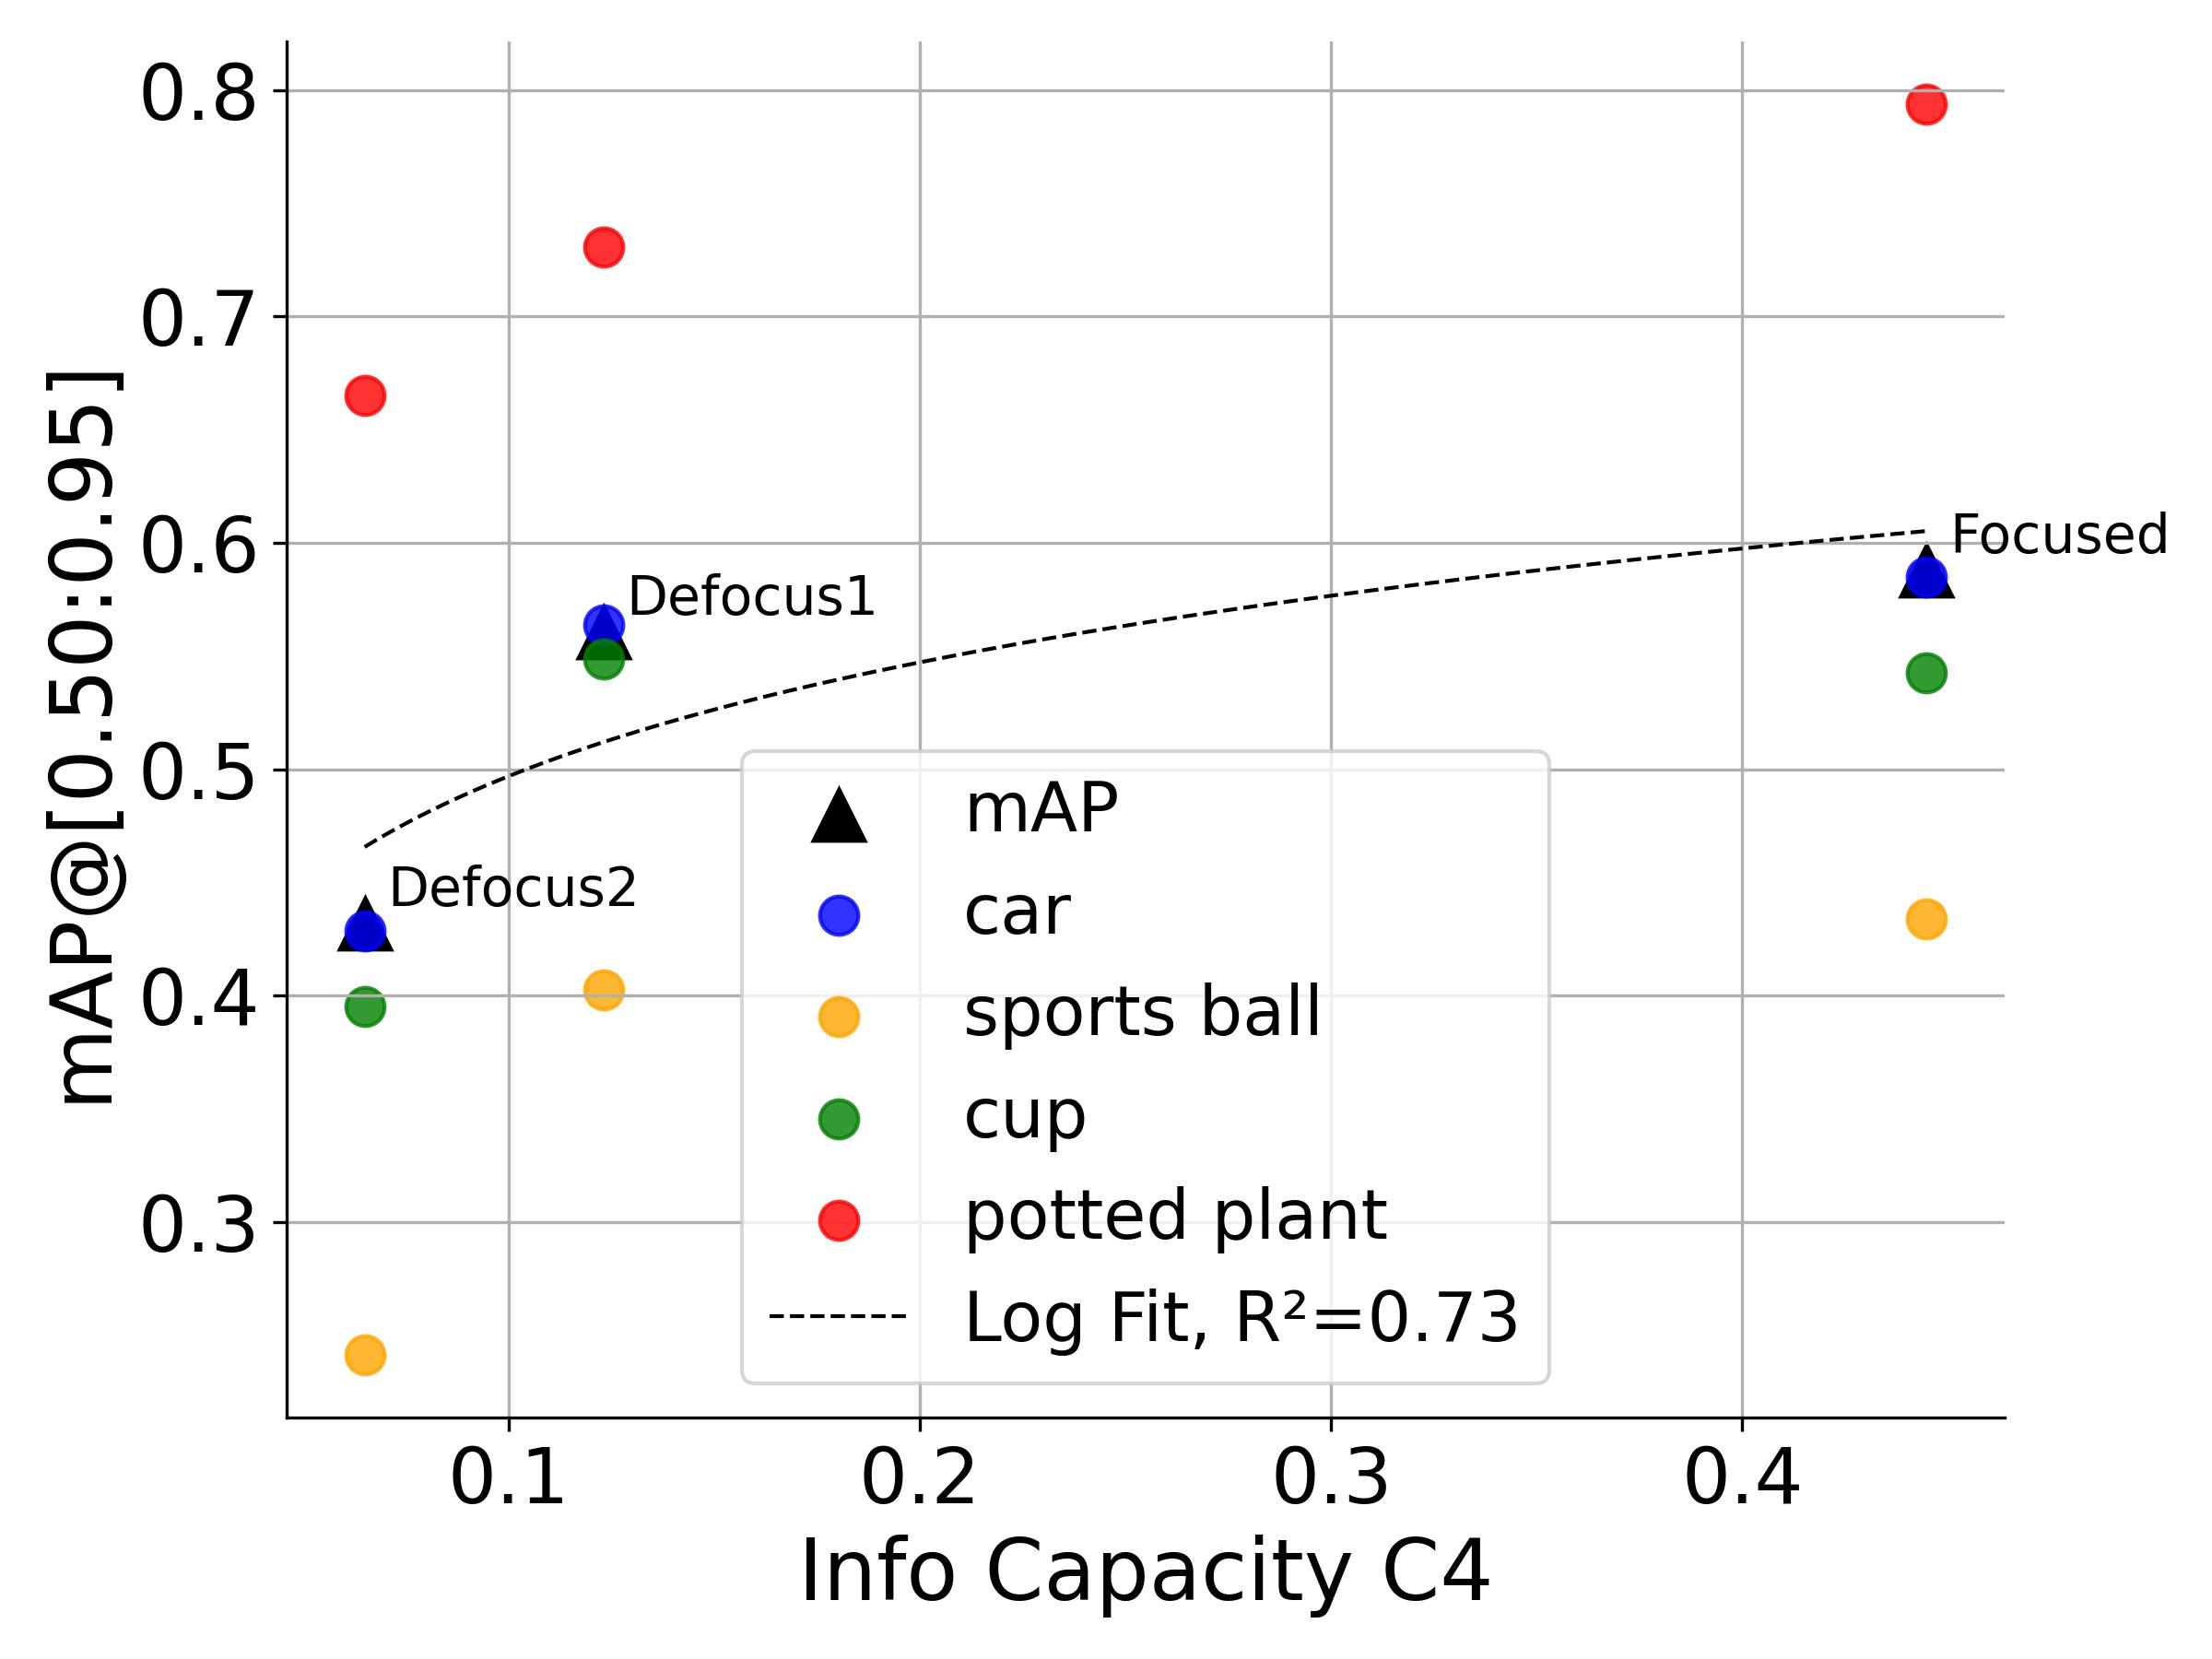 mAP@[0.50:0.95]
0.8
0.7
0.6
0.5
0.4
0.3
Focused
Defocus1
Defocus2
mAP
car
sports ball
cup
potted plant
Log Fit, R²=0.73
0.1 0.2 0.3 0.4
Info Capacity C4